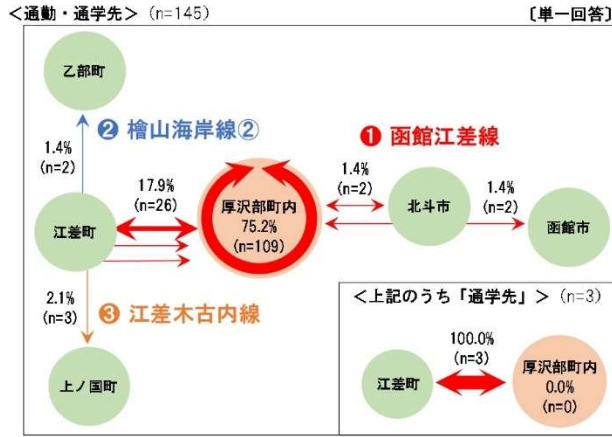 ＜通勤・通学先＞（n=145）
〔単一回答〕
乙部町
❷ 檜山海岸線②
❶ 函館江差線
1.4%
(n=2)
17.9%
(n=26)
1.4%
(n=2)
1.4%
(n=2)
江差町
厚沢部町内
75.2%
(n=109)
北斗市
函館市
2.1%
(n=3)
❸ 江差木古内線
上ノ国町
＜上記のうち「通学先」＞（n=3）
100.0%
(n=3)
江差町
厚沢部町内
0.0%
(n=0)